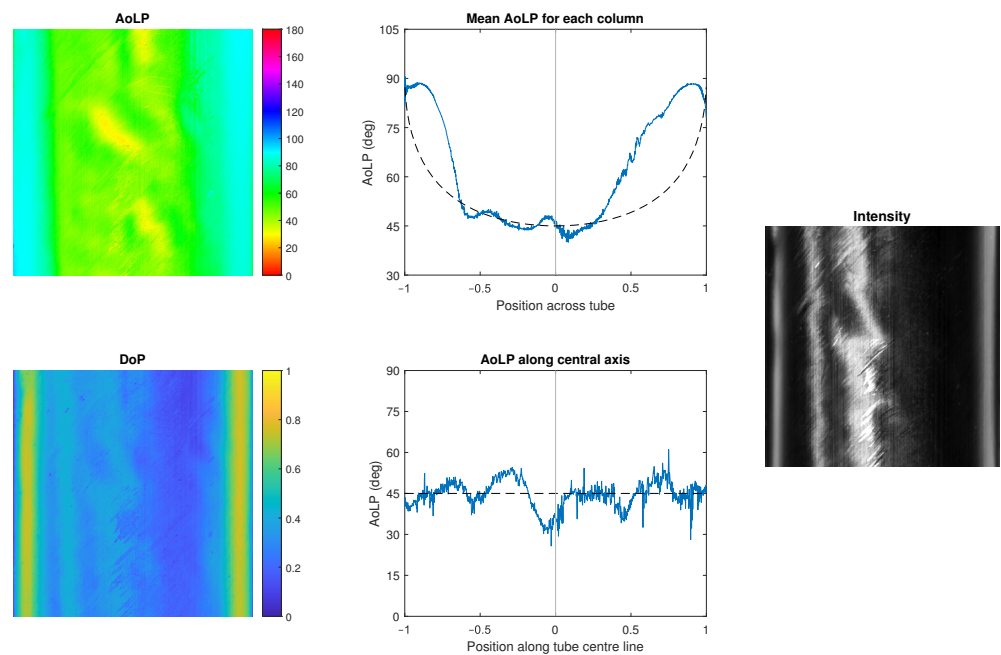 AoLP
180
160
140
120
100
80
60
40
20
0
Mean AoLP for each column
105
90
75
60
45
30
AoLP (deg)
−1 −0.5 0 0.5 1
Position across tube
Intensity
DoP
1
0.8
0.6
0.4
0.2
0
AoLP along central axis
90
75
60
45
30
15
0
AoLP (deg)
−1 −0.5 0 0.5 1
Position along tube centre line